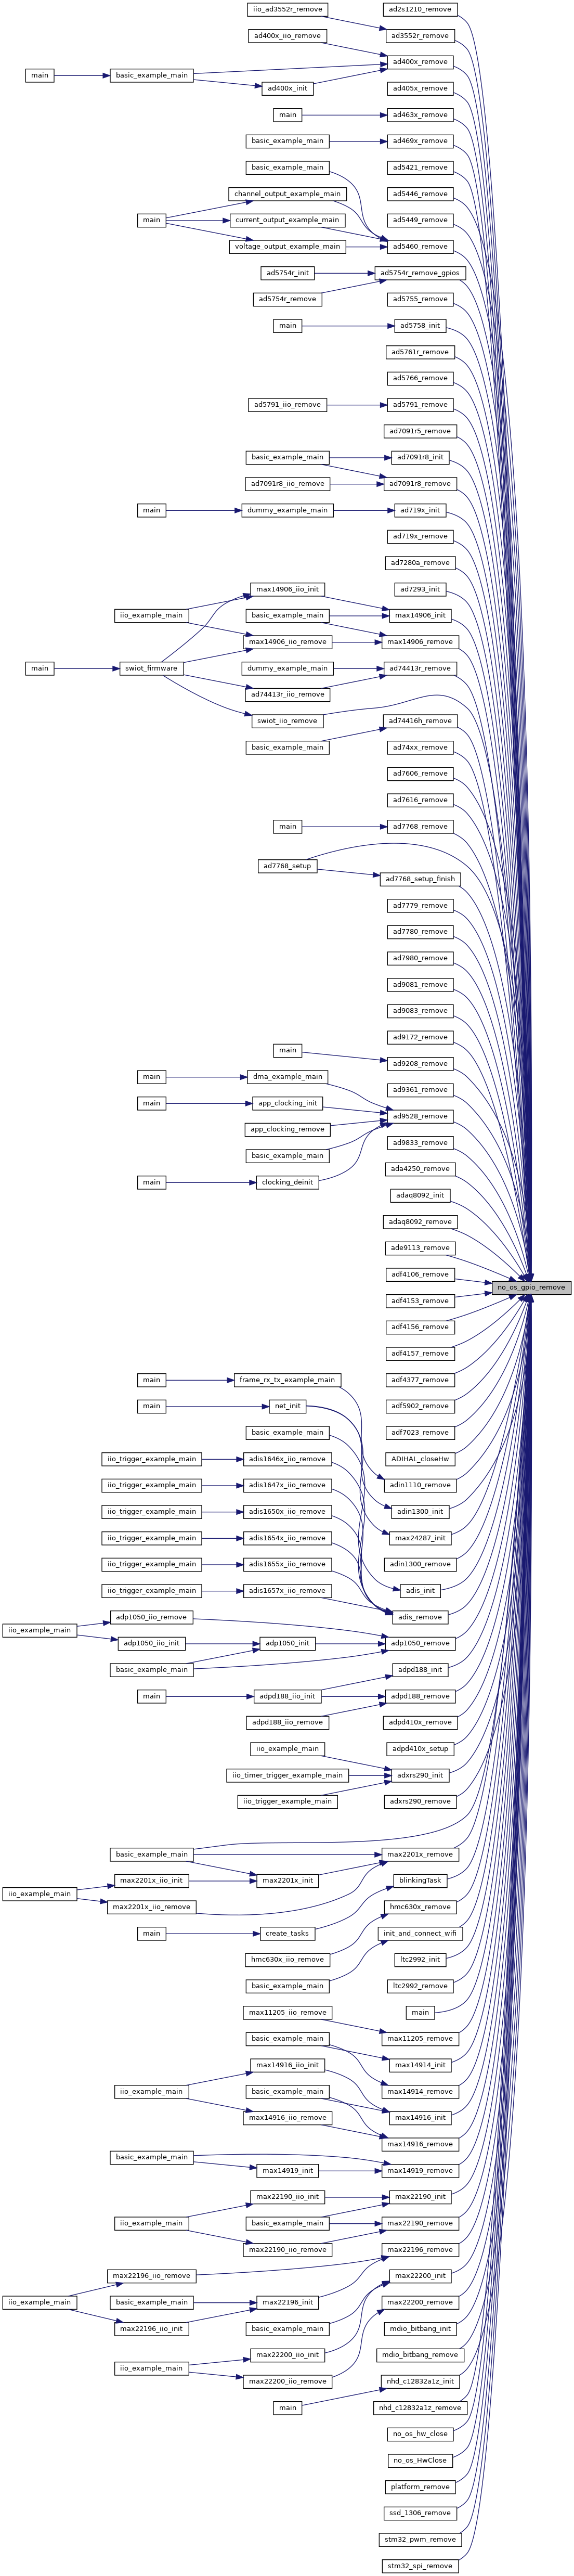 iio_ad3552r_remove
ad2s1210_remove
ad3552r_remove
ad400x_iio_remove
ad400x_remove
main
basic_example_main
ad400x_init
ad405x_remove
main
ad463x_remove
basic_example_main
ad469x_remove
basic_example_main
ad5421_remove
channel_output_example_main
ad5446_remove
main
current_output_example_main
ad5449_remove
voltage_output_example_main
ad5460_remove
ad5754r_init
ad5754r_remove_gpios
ad5754r_remove
ad5755_remove
main
ad5758_init
ad5761r_remove
ad5766_remove
ad5791_iio_remove
ad5791_remove
ad7091r5_remove
basic_example_main
ad7091r8_init
ad7091r8_iio_remove
ad7091r8_remove
main
dummy_example_main
ad719x_init
ad719x_remove
ad7280a_remove
max14906_iio_init
ad7293_init
iio_example_main
basic_example_main
max14906_init
max14906_iio_remove
max14906_remove
main
swiot_firmware
dummy_example_main
ad74413r_remove
ad74413r_iio_remove
swiot_iio_remove
ad74416h_remove
basic_example_main
ad74xx_remove
ad7606_remove
ad7616_remove
main
ad7768_remove
ad7768_setup
ad7768_setup_finish
ad7779_remove
ad7780_remove
ad7980_remove
ad9081_remove
ad9083_remove
ad9172_remove
main
ad9208_remove
main
dma_example_main
ad9361_remove
main
app_clocking_init
ad9528_remove
app_clocking_remove
ad9833_remove
basic_example_main
ada4250_remove
main
clocking_deinit
adaq8092_init
adaq8092_remove
ade9113_remove
adf4106_remove
no_os_gpio_remove
adf4153_remove
adf4156_remove
adf4157_remove
main
frame_rx_tx_example_main
adf4377_remove
main
net_init
adf5902_remove
basic_example_main
adf7023_remove
iio_trigger_example_main
adis1646x_iio_remove
ADIHAL_closeHw
iio_trigger_example_main
adis1647x_iio_remove
adin1110_remove
iio_trigger_example_main
adis1650x_iio_remove
adin1300_init
iio_trigger_example_main
adis1654x_iio_remove
max24287_init
iio_trigger_example_main
adis1655x_iio_remove
adin1300_remove
iio_trigger_example_main
adis1657x_iio_remove
adis_init
adp1050_iio_remove
adis_remove
iio_example_main
adp1050_iio_init
adp1050_init
adp1050_remove
basic_example_main
adpd188_init
main
adpd188_iio_init
adpd188_remove
adpd188_iio_remove
adpd410x_remove
iio_example_main
adpd410x_setup
iio_timer_trigger_example_main
adxrs290_init
iio_trigger_example_main
adxrs290_remove
basic_example_main
max2201x_remove
iio_example_main
max2201x_iio_init
max2201x_init
blinkingTask
max2201x_iio_remove
hmc630x_remove
main
create_tasks
init_and_connect_wifi
hmc630x_iio_remove
ltc2992_init
basic_example_main
ltc2992_remove
max11205_iio_remove
main
basic_example_main
max11205_remove
max14916_iio_init
max14914_init
iio_example_main
basic_example_main
max14914_remove
max14916_iio_remove
max14916_init
max14916_remove
basic_example_main
max14919_remove
max14919_init
max22190_iio_init
max22190_init
iio_example_main
basic_example_main
max22190_remove
max22190_iio_remove
max22196_remove
max22196_iio_remove
max22200_init
iio_example_main
basic_example_main
max22196_init
max22200_remove
max22196_iio_init
basic_example_main
mdio_bitbang_init
max22200_iio_init
mdio_bitbang_remove
iio_example_main
max22200_iio_remove
nhd_c12832a1z_init
main
nhd_c12832a1z_remove
no_os_hw_close
no_os_HwClose
platform_remove
ssd_1306_remove
stm32_pwm_remove
stm32_spi_remove